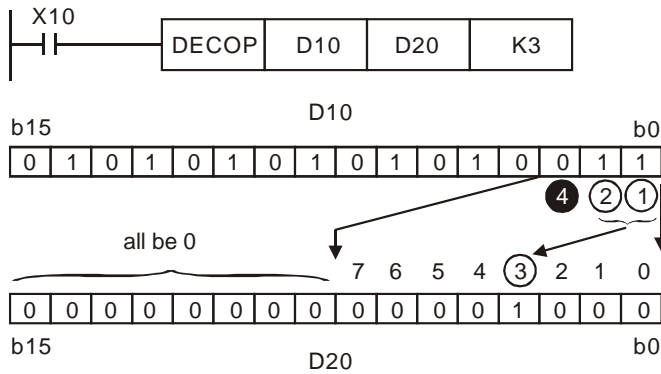 X10
DECOP D10 D20 K3
D10
b15 b0
0 1 0 1 0 1 0 1 0 1 0 1 0 0 1 1
4 2 1
all be 0
7 6 5 4 3 2 1 0
0 0 0 0 0 0 0 0 0 0 0 0 1 0 0 0
b15 b0
D20